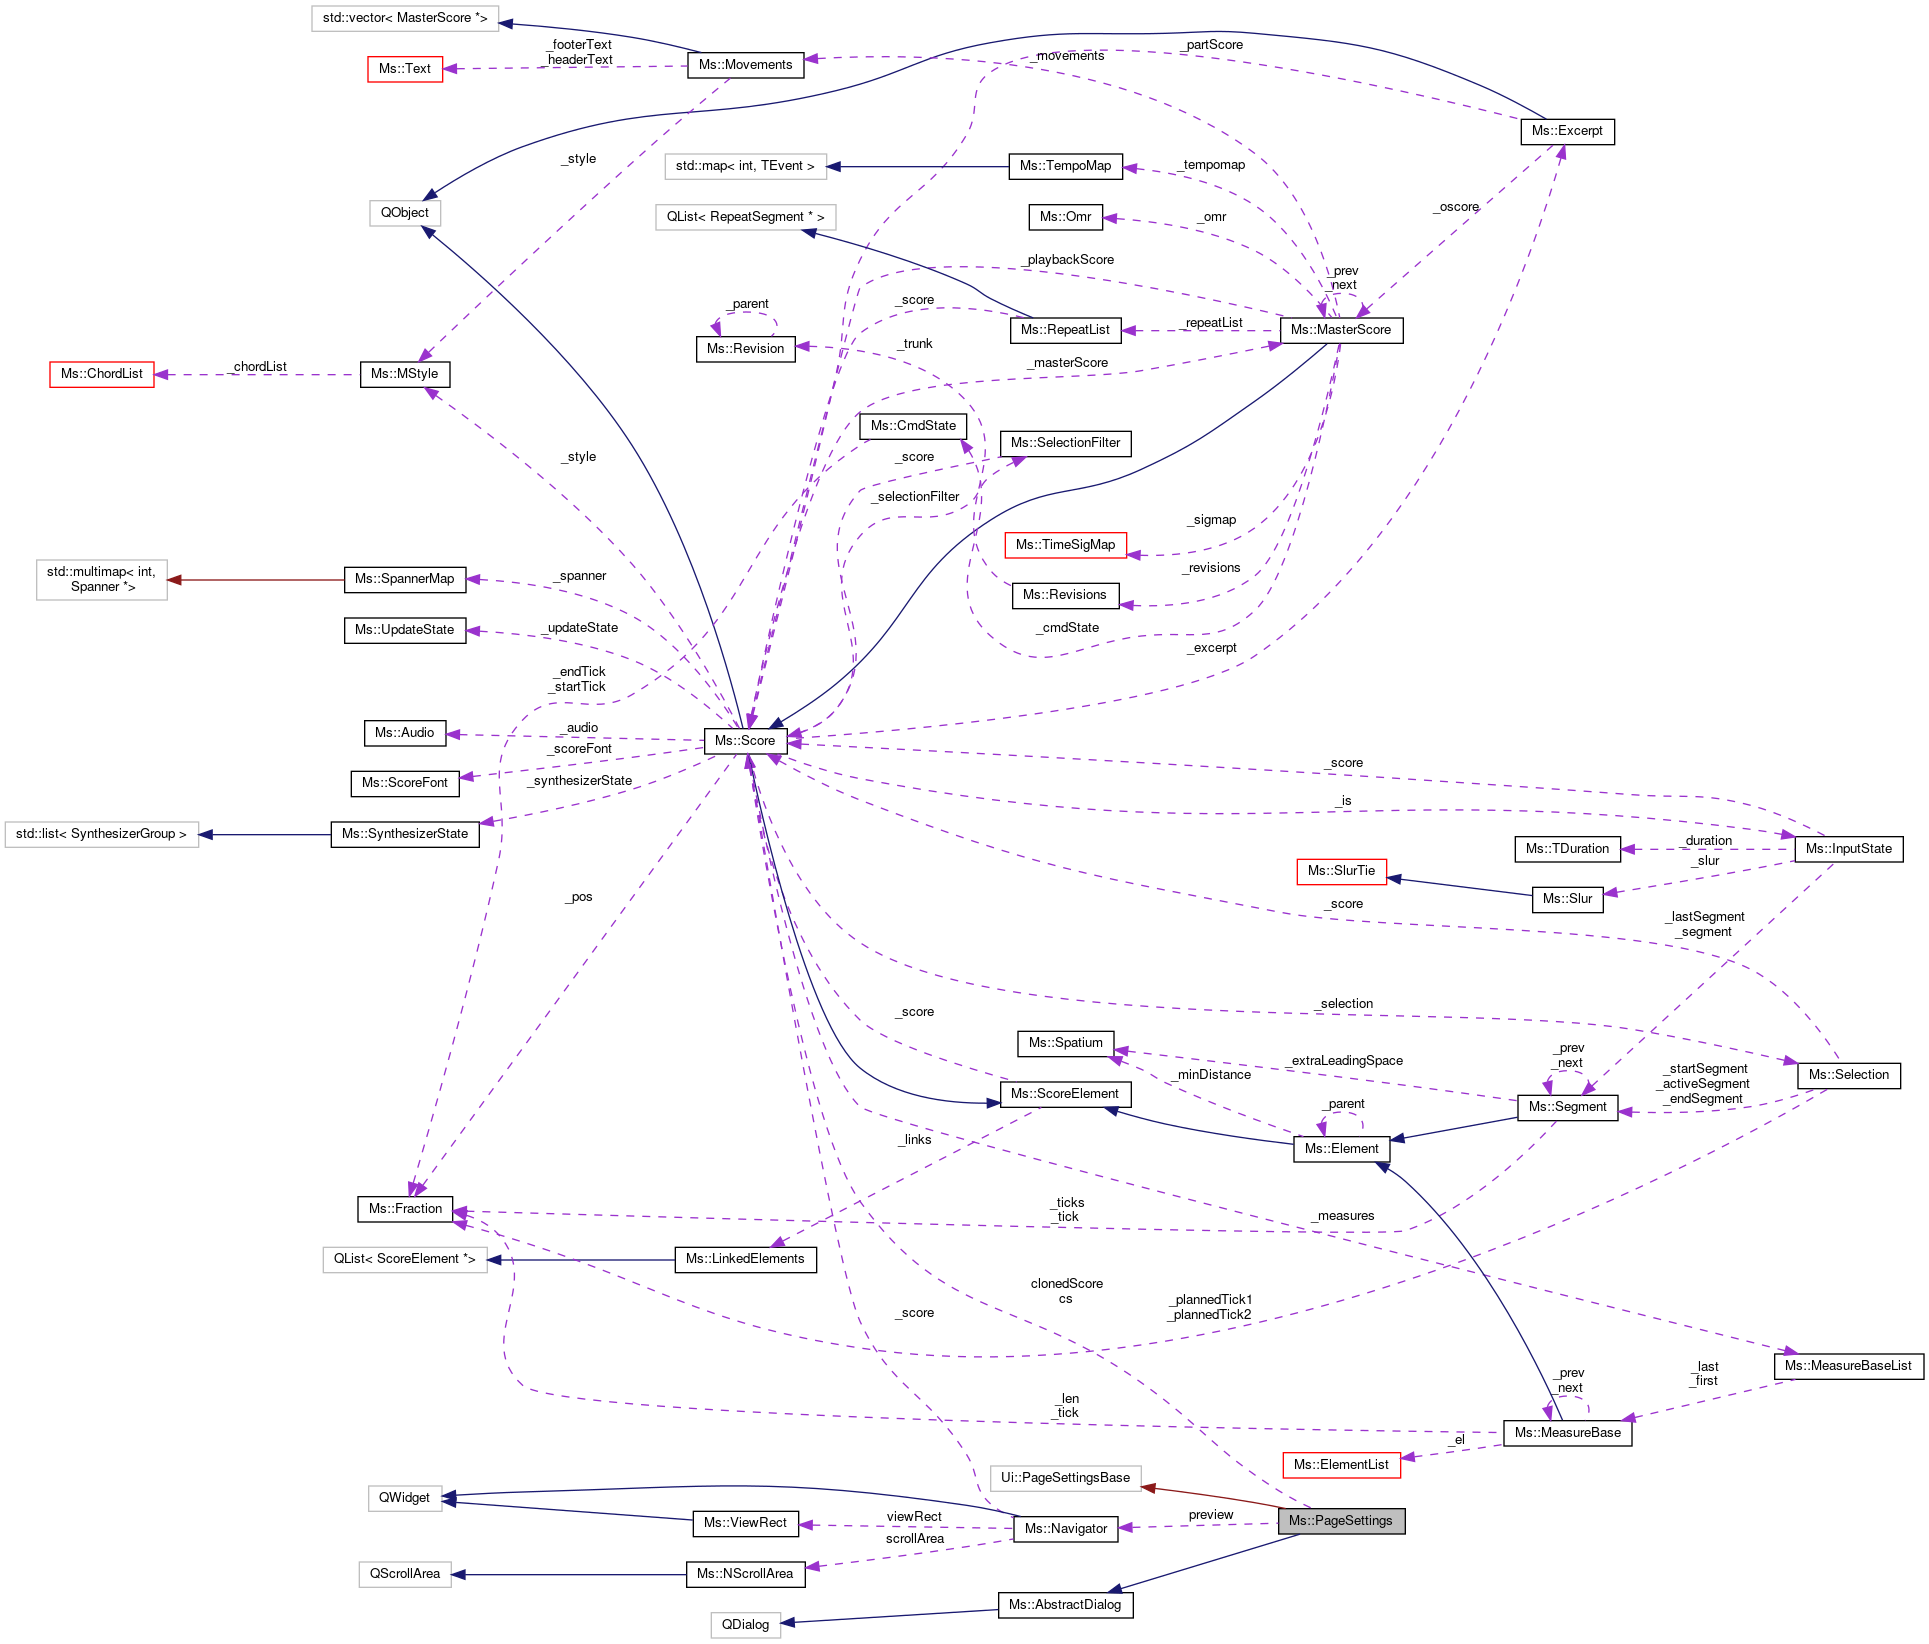 std::vector< MasterScore *>
_footerText
_headerText
Ms::Text
Ms::Movements
_movements
_partScore
Ms::Excerpt
_style
std::map< int, TEvent >
Ms::TempoMap
_tempomap
QObject
QList< RepeatSegment * >
Ms::Omr
_omr
_oscore
_playbackScore
_prev
_next
_parent
_score
Ms::RepeatList
_repeatList
Ms::MasterScore
Ms::Revision
_trunk
_masterScore
Ms::ChordList
_chordList
Ms::MStyle
Ms::CmdState
Ms::SelectionFilter
_style
_score
_selectionFilter
_sigmap
Ms::TimeSigMap
std::multimap< int,
Spanner *>
Ms::SpannerMap
_spanner
_revisions
Ms::Revisions
Ms::UpdateState
_updateState
_cmdState
_excerpt
_endTick
_startTick
Ms::Audio
_audio
Ms::Score
_scoreFont
Ms::ScoreFont
_synthesizerState
_score
_is
std::list< SynthesizerGroup >
Ms::SynthesizerState
Ms::TDuration
_duration
Ms::InputState
_slur
Ms::SlurTie
Ms::Slur
_pos
_score
_lastSegment
_segment
_selection
_score
Ms::Spatium
_extraLeadingSpace
_prev
_next
_minDistance
_startSegment
_activeSegment
_endSegment
Ms::Selection
Ms::ScoreElement
_parent
Ms::Segment
_links
Ms::Element
Ms::Fraction
_ticks
_tick
_measures
QList< ScoreElement *>
Ms::LinkedElements
clonedScore
cs
_score
_plannedTick1
_plannedTick2
_last
_first
Ms::MeasureBaseList
_prev
_next
_len
_tick
Ms::MeasureBase
_el
Ms::ElementList
Ui::PageSettingsBase
QWidget
Ms::ViewRect
viewRect
Ms::Navigator
preview
Ms::PageSettings
scrollArea
QScrollArea
Ms::NScrollArea
Ms::AbstractDialog
QDialog